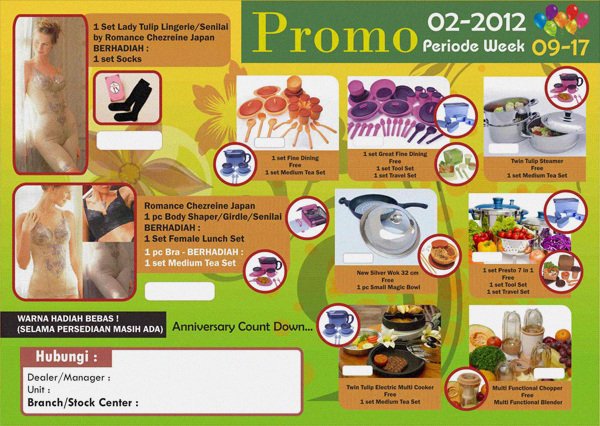 1 Set Lady Tulip Lingerie/Senilai
by Romance Chezreine Japan
BERHADIAH :
1 set Socks
Promo
02-2012
Periode Week 09-17
1 set Fine Dining
Free
1 set Medium Tea Set
1 set Great Fine Dining
Free
1 set Tool Set
1 set Travel Set
Twin Tulip Steamer
Free
1 set Medium Tea Set
Romance Chezreine Japan
1 pc Body Shaper/Girdle/Senilai
BERHADIAH :
1 Set Female Lunch Set
1 pc Bra - BERHADIAH :
1 set Medium Tea Set
New Silver Wok 32 cm
Free
1 pc Small Magic Bowl
1 set Presto 7 in 1
Free
1 set Tool Set
1 set Travel Set
WARNA HADIAH BEBAS !
(SELAMA PERSEDIAAN MASIH ADA)
Anniversary Count Down...
Hubungi :
Dealer/Manager :
Unit :
Branch/Stock Center :
Twin Tulip Electric Multi Cooker
Free
1 set Medium Tea Set
Multi Functional Chopper
Free
Multi Functional Blender